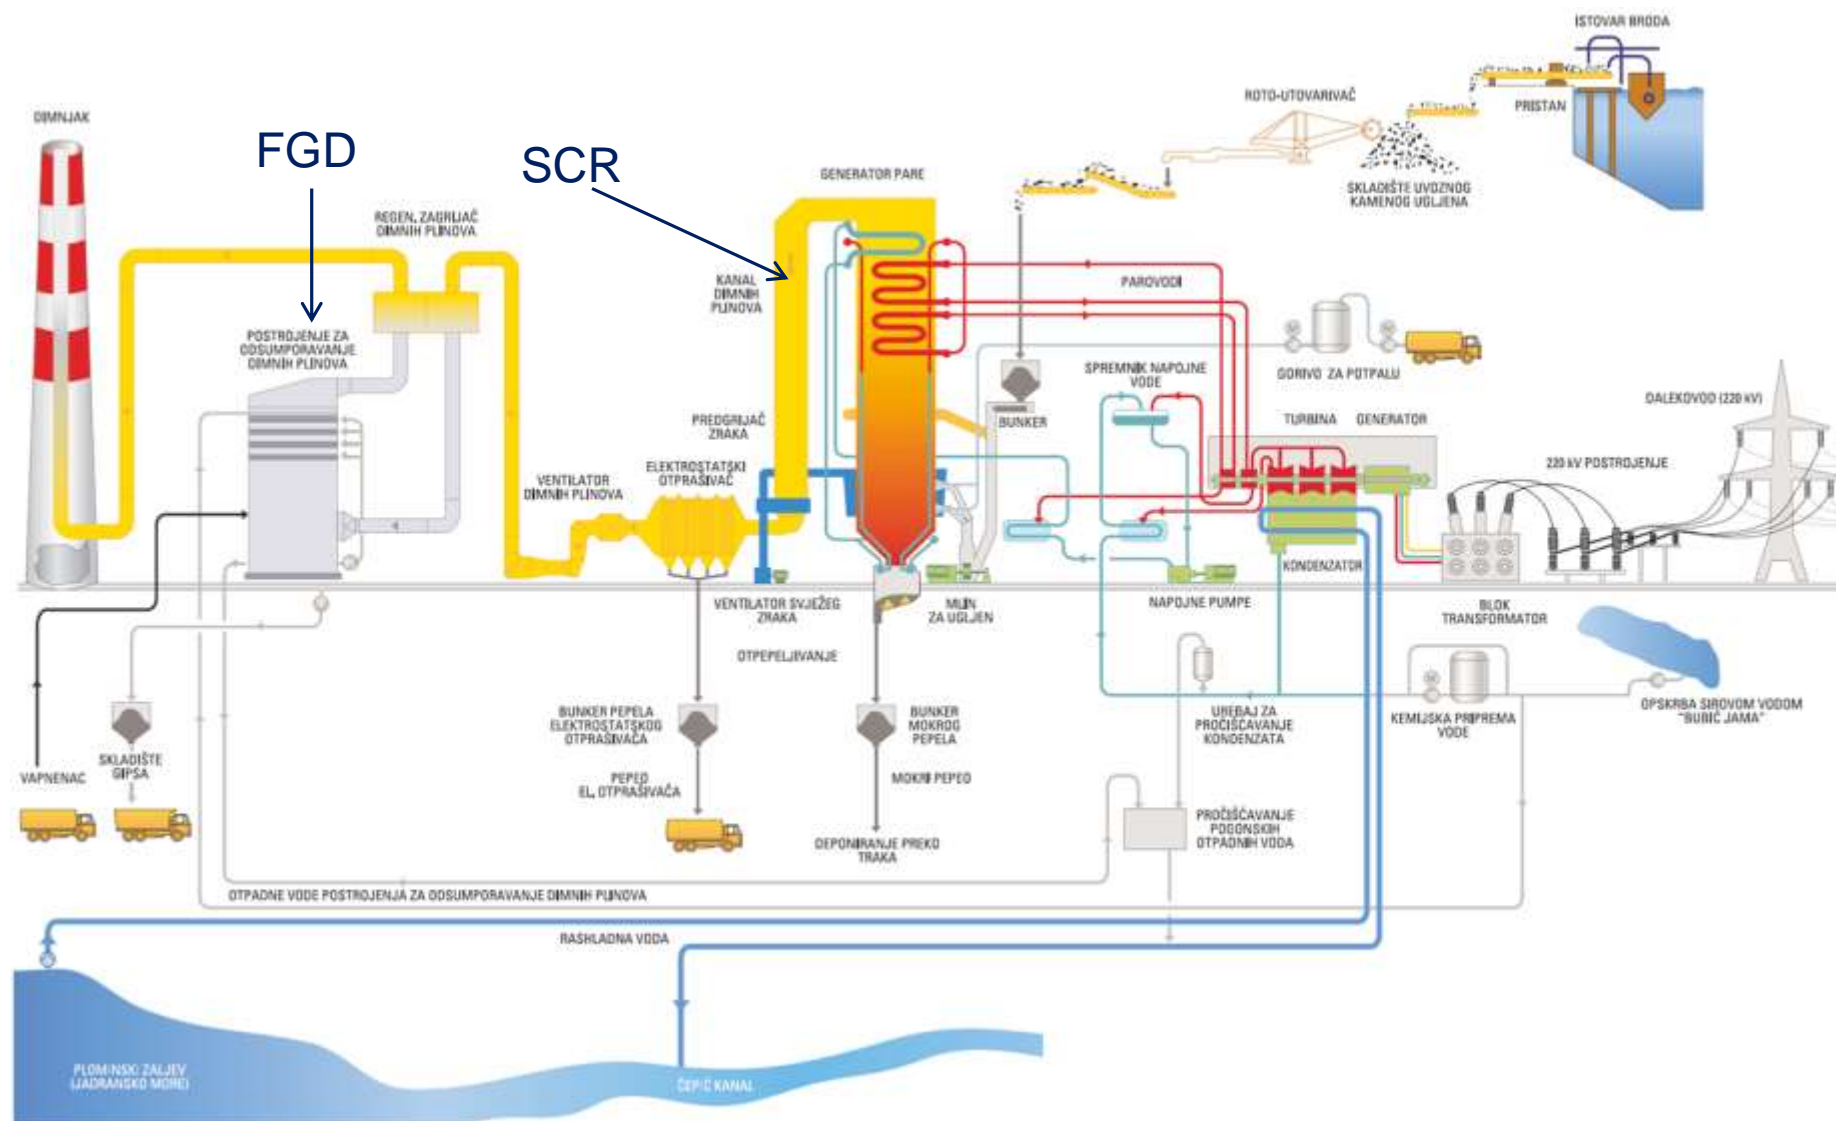 ISTOVAR BRODA
ROTO-UTOVARIVAČ
PRISTAN
DIMNJAK
FGD
SCR
GENERATOR PARE
SKLADIŠTE UVOZNOG
KAMENOG UGLJENA
REGEN. ZAGRIJAČ
DIMNIH PLINOVA
KANAL
DIMNIH
PLINOVA
PAROVODI
POSTROJENJE ZA
ODSUMPORAVANJE
DIMNIH PLINOVA
SPREMNIK NAPOJNE
VODE
GORIVO ZA POTPALU
DALEKOVOD (220 kV)
PREDGRIJAČ
ZRAKA
BUNKER
TURBINA
GENERATOR
ELEKTROSTATSKI
OTPRAŠIVAČ
VENTILATOR
DIMNIH PLINOVA
220 kV POSTROJENJE
KONDENZATOR
VENTILATOR SVJEŽEG
ZRAKA
MLIN
ZA UGLJEN
NAPOJNE PUMPE
BLOK
TRANSFORMATOR
OTPEPELJIVANJE
BUNKER PEPELA
ELEKTROSTATSKOG
OTPRAŠIVAČA
BUNKER
MOKROG
PEPELA
UREĐAJ ZA
PROČIŠĆAVANJE
KONDENZATA
KEMIJSKA PRIPREMA
VODE
OPSKRBA SIROVOM VODOM
"BUBIĆ JAMA"
VAPNENAC
SKLADIŠTE
GIPSA
PEPEO
EL. OTPRAŠIVAČA
MOKRI PEPEO
DEPONIRANJE PREKO
TRAKA
PROČIŠĆAVANJE
POGONSKIH
OTPADNIH VODA
OTPADNE VODE POSTROJENJA ZA ODSUMPORAVANJE DIMNIH PLINOVA
RASHLADNA VODA
PLOMINSKI ZALJEV
(JADRANSKO MORE)
ČEPIĆ KANAL